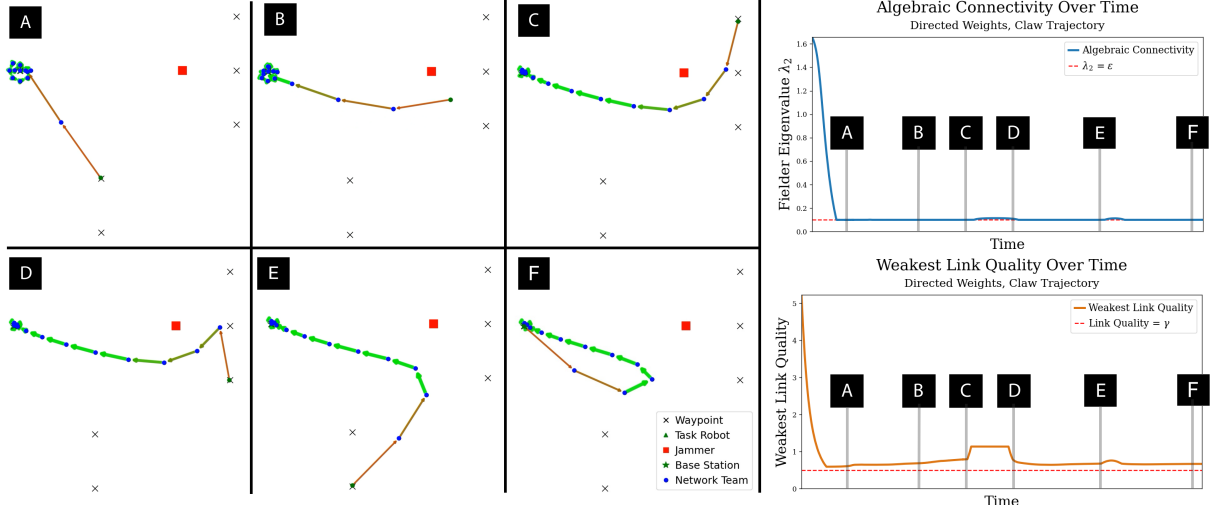 A
B
C
D
E
F
Waypoint
Task Robot
Jammer
Base Station
Network Team
Algebraic Connectivity Over Time
Directed Weights, Claw Trajectory
Fielder Eigenvalue λ₂
1.6
1.4
1.2
1.0
0.8
0.6
0.4
0.2
0.0
Algebraic Connectivity
λ₂ = ε
A
B
C
D
E
F
Time
Weakest Link Quality Over Time
Directed Weights, Claw Trajectory
Weakest Link Quality
5
4
3
2
1
0
Weakest Link Quality
Link Quality = γ
A
B
C
D
E
F
Time